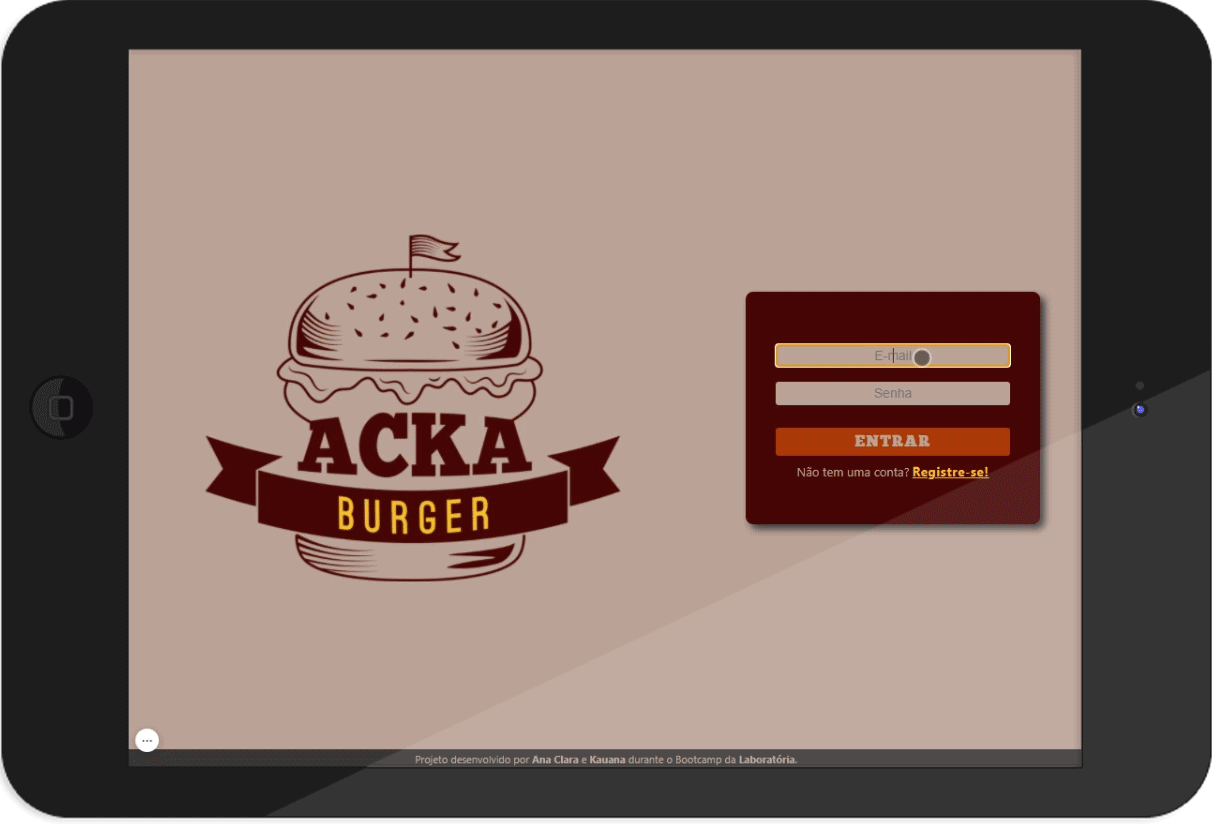 ACKA
BURGER
E-mail
Senha
ENTRAR
Não tem uma conta? Registre-se!
Projeto desenvolvido por Ana Clara e Kauana durante o Bootcamp da Laboratória.